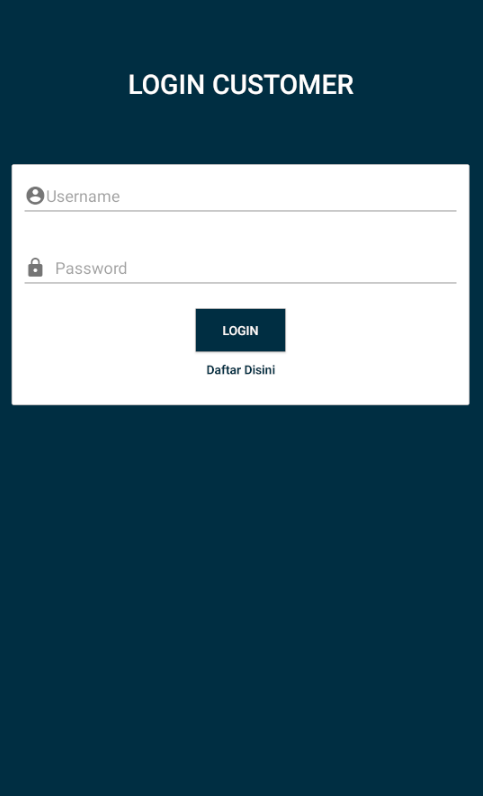 LOGIN CUSTOMER
Username
Password
LOGIN
Daftar Disini